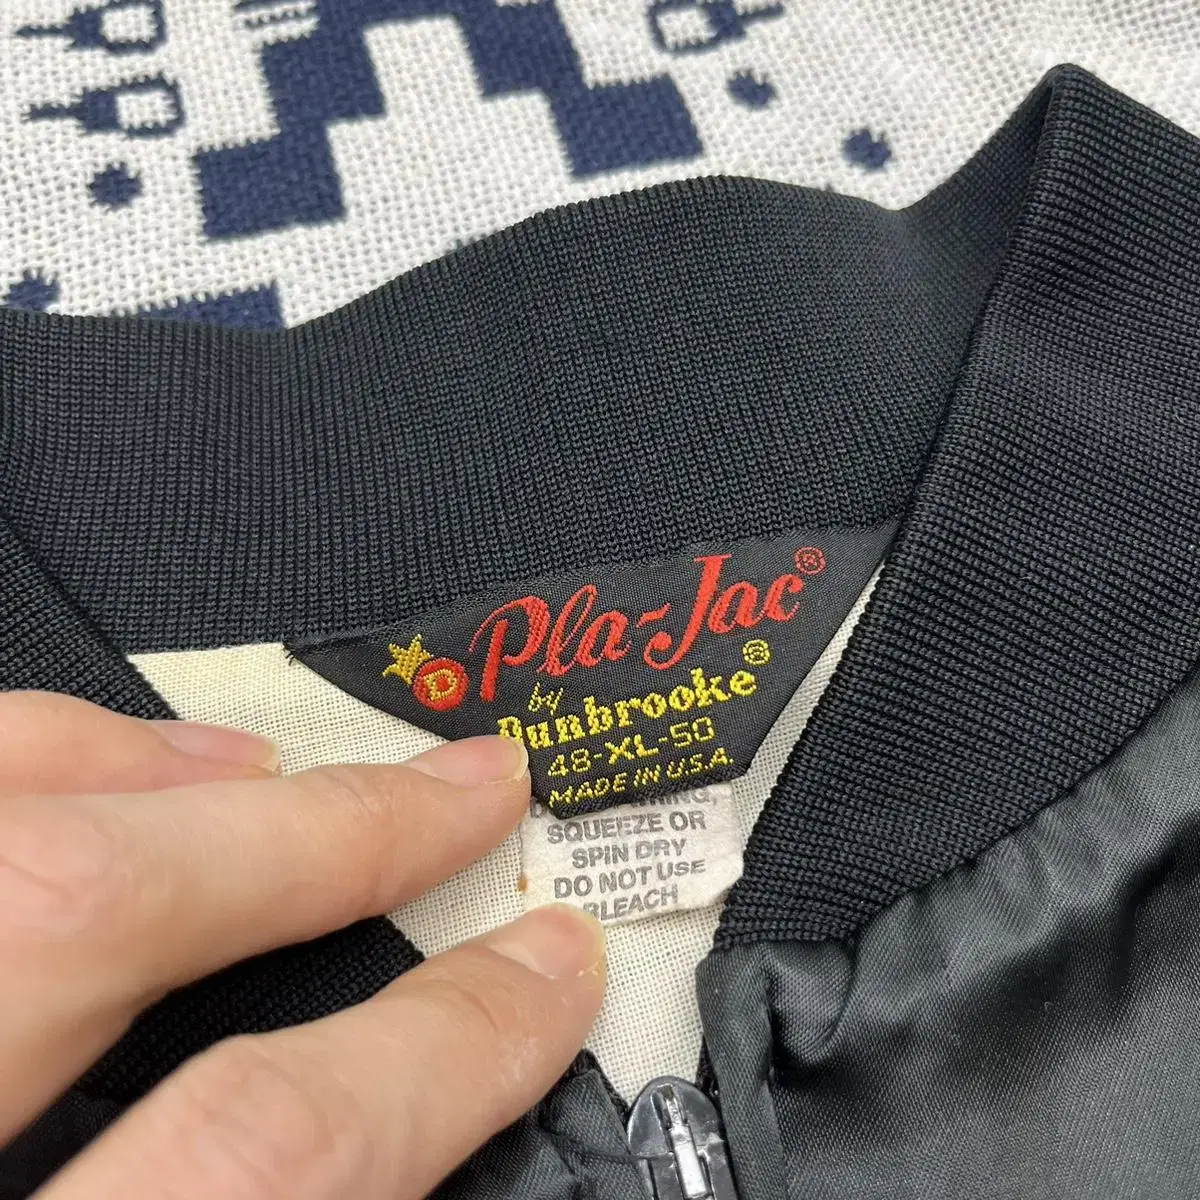 D Pla-Jac®
by
Dunbrooke®
48-XL-50
MADE IN U.S.A.
SQUEEZE OR
SPIN DRY
DO NOT USE
BLEACH